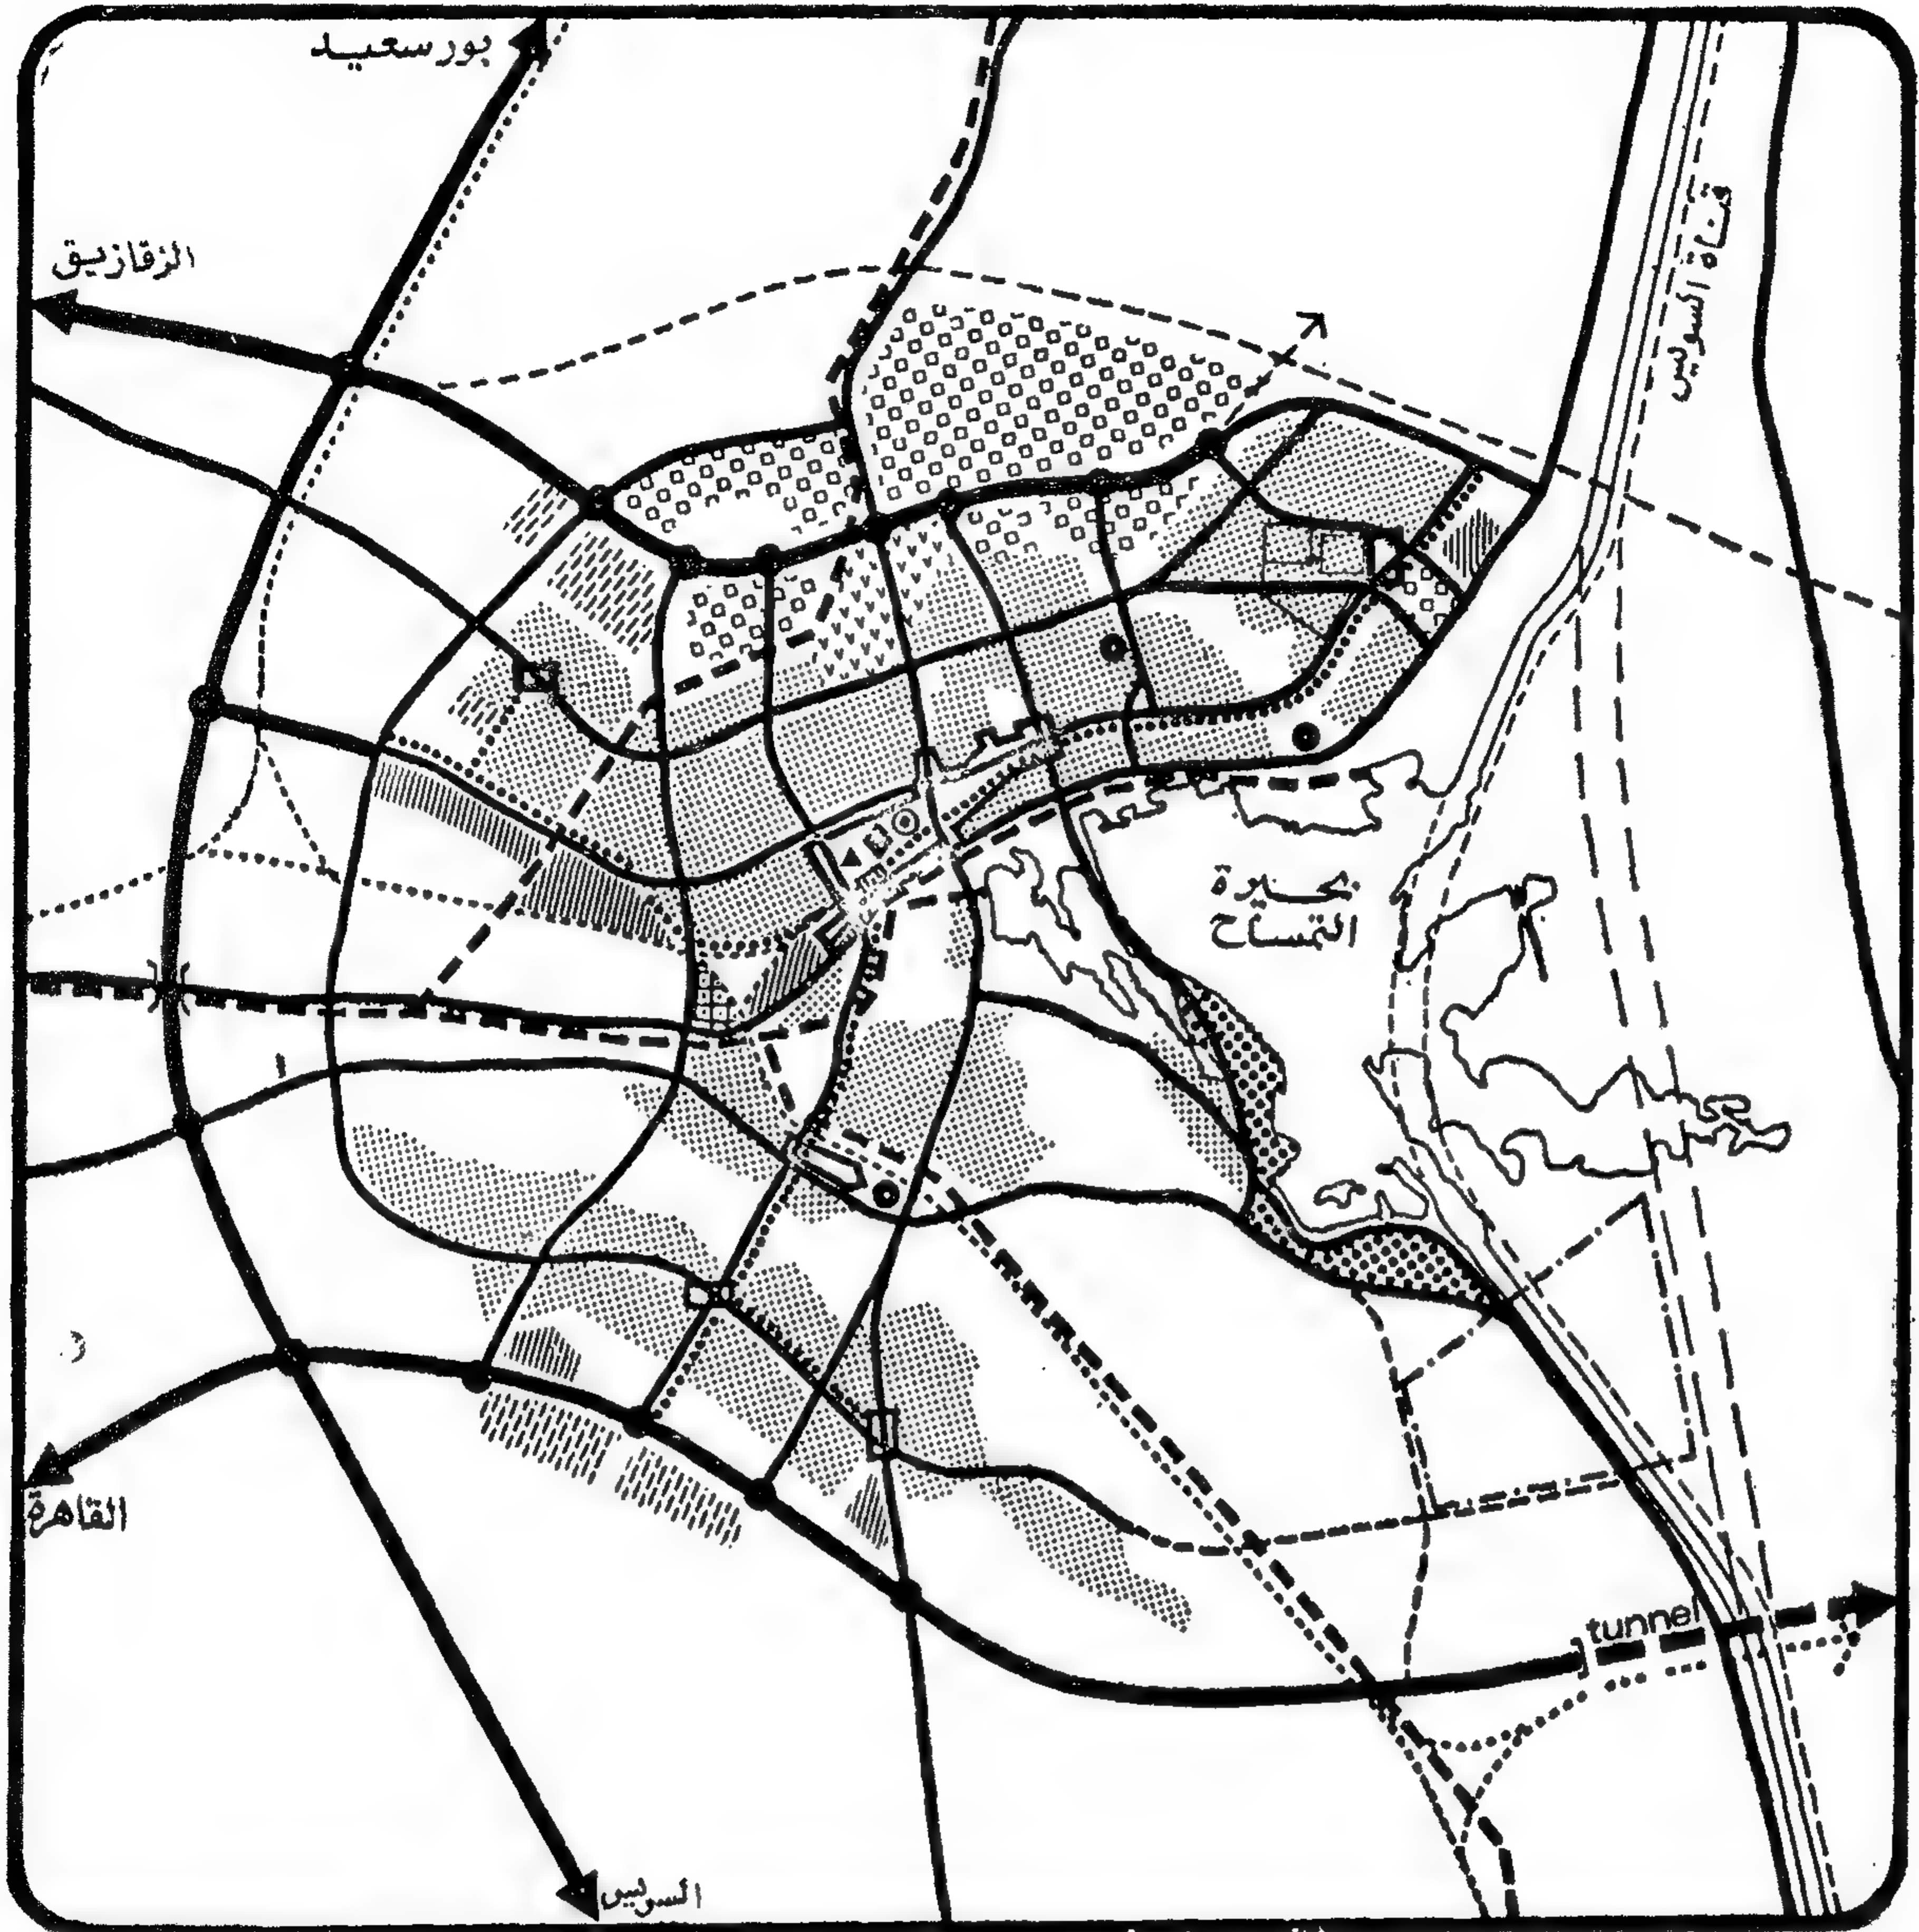 بورسعيد
الزقازيق
قناة السويس
بحيرة
التمساح
القاهرة
tunnel
السويس